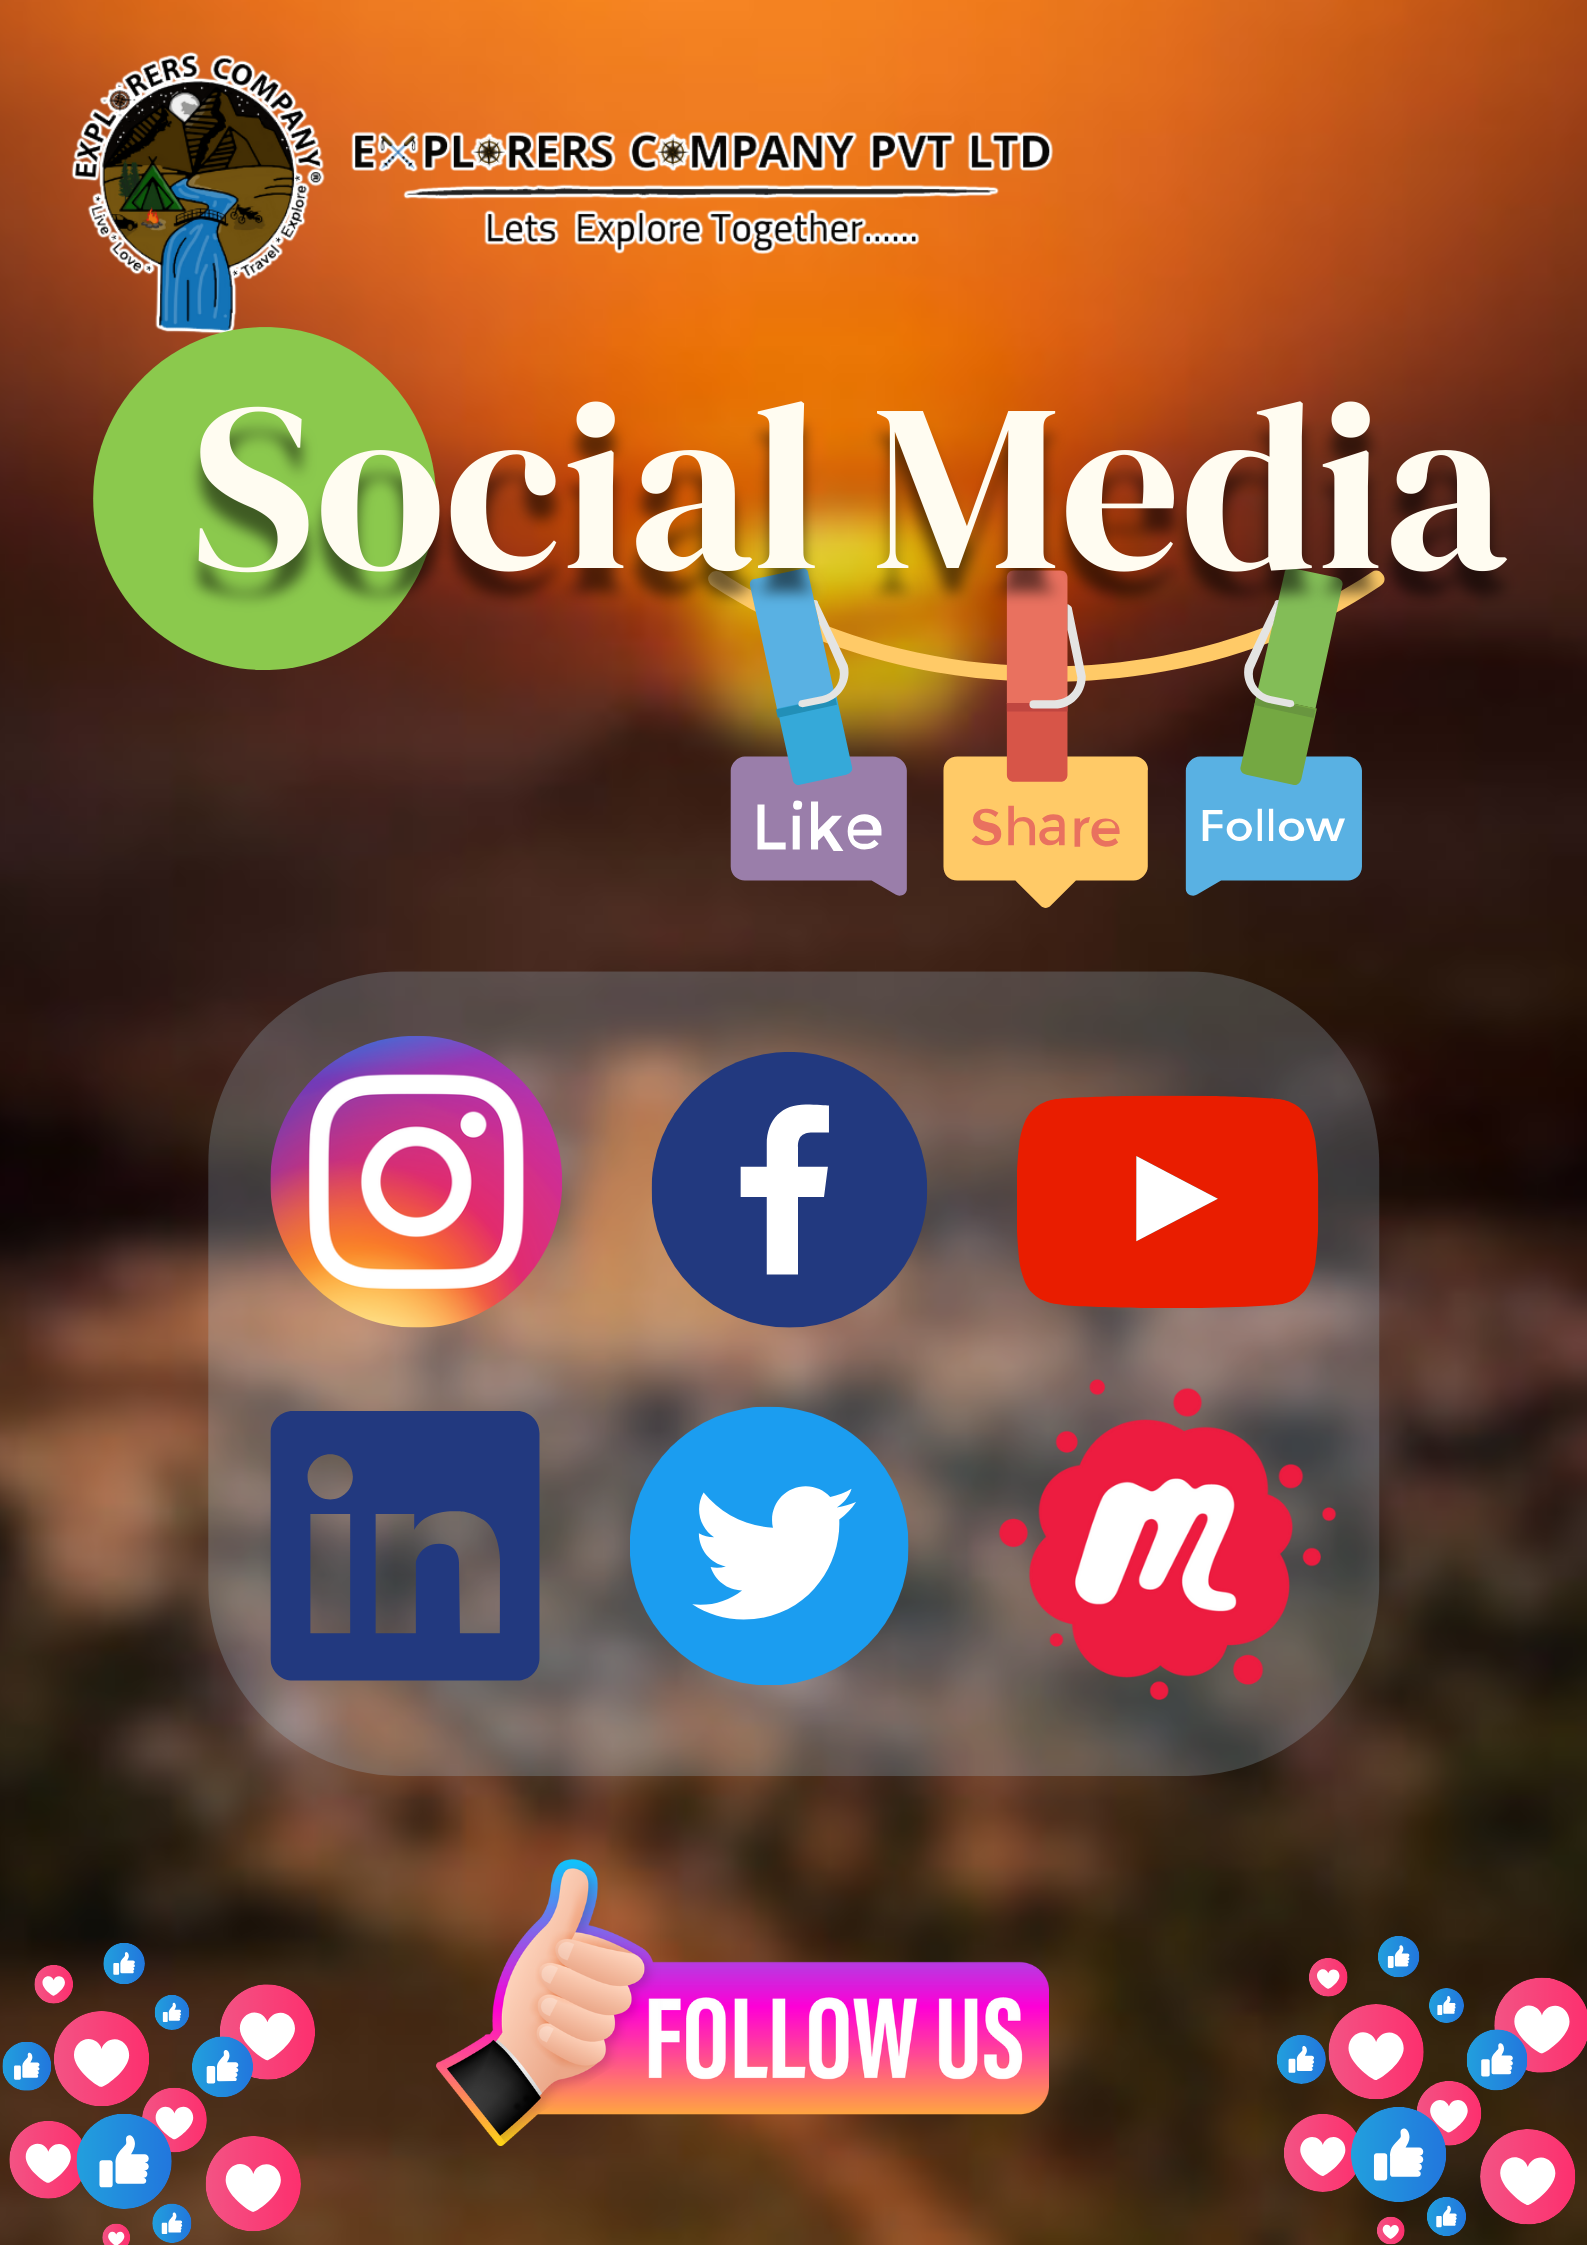 EXPLORERS COMPANY®
*Live*Love*
*Travel*Explore*
EXPLORERS COMPANY PVT LTD
Lets Explore Together......
Social Media
Like
Share
Follow
f
in
m
FOLLOW US